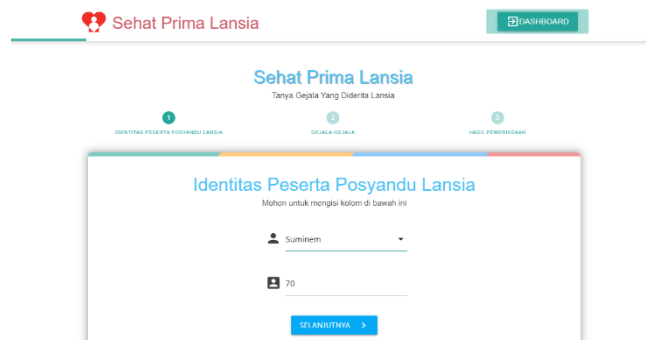 Sehat Prima Lansia
DASHBOARD
Sehat Prima Lansia
Tanya Gejala Yang Diderita Lansia
1
2
3
IDENTITAS PESERTA POSYANDU LANSIA
GEJALA-GEJALA
HASIL PEMERIKSAAN
Identitas Peserta Posyandu Lansia
Mohon untuk mengisi kolom di bawah ini
Suminem
70
SELANJUTNYA